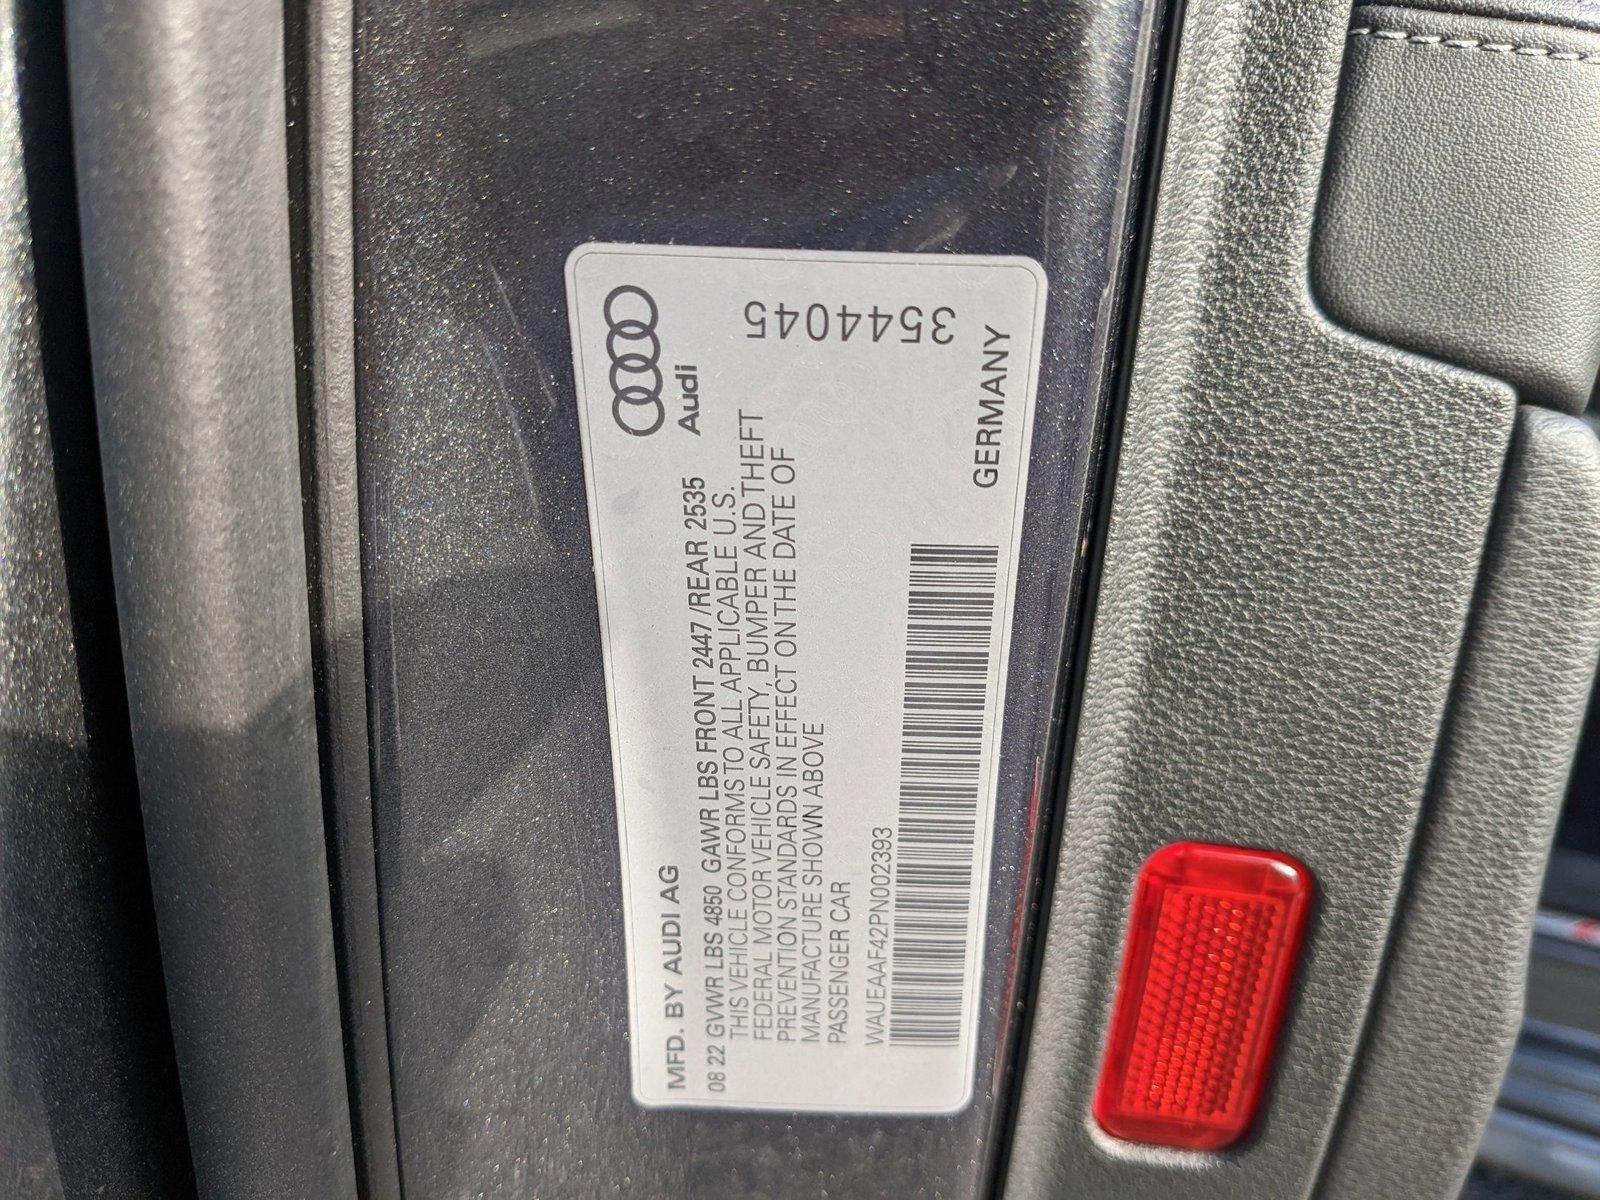 Audi
MFD. BY AUDI AG
08 22 GVWR LBS 4850 GAWR LBS FRONT 2447 /REAR 2535
THIS VEHICLE CONFORMS TO ALL APPLICABLE U.S.
FEDERAL MOTOR VEHICLE SAFETY, BUMPER AND THEFT
PREVENTION STANDARDS IN EFFECT ON THE DATE OF
MANUFACTURE SHOWN ABOVE
PASSENGER CAR
3544045
WAUEAAF42PN002393
GERMANY